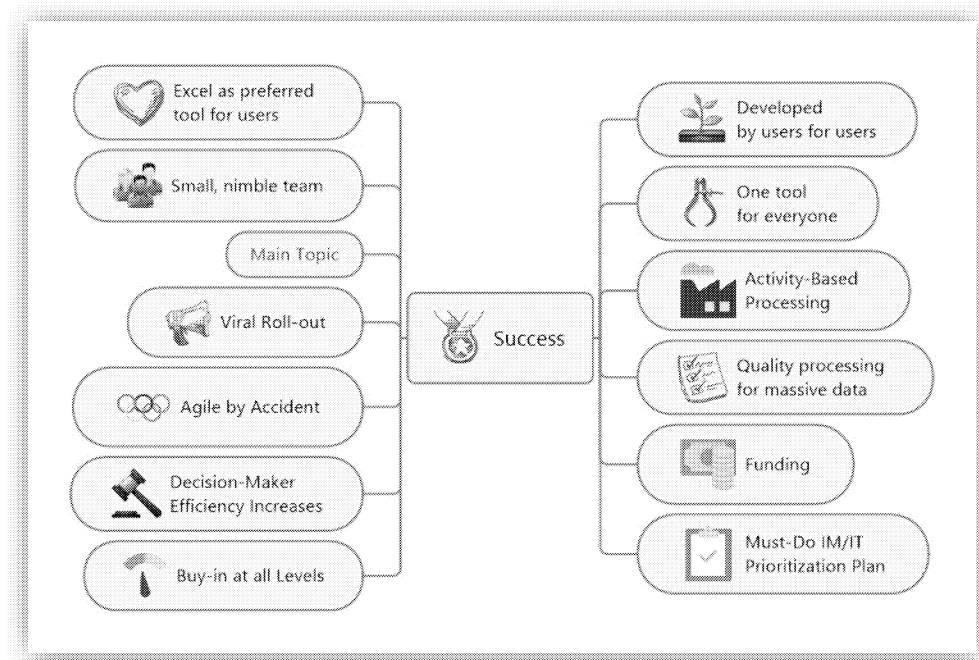 Excel as preferred
tool for users
Small, nimble team
Main Topic
Viral Roll-out
Agile by Accident
Decision-Maker
Efficiency Increases
Buy-in at all Levels
Success
Developed
by users for users
One tool
for everyone
Activity-Based
Processing
Quality processing
for massive data
Funding
Must-Do IM/IT
Prioritization Plan